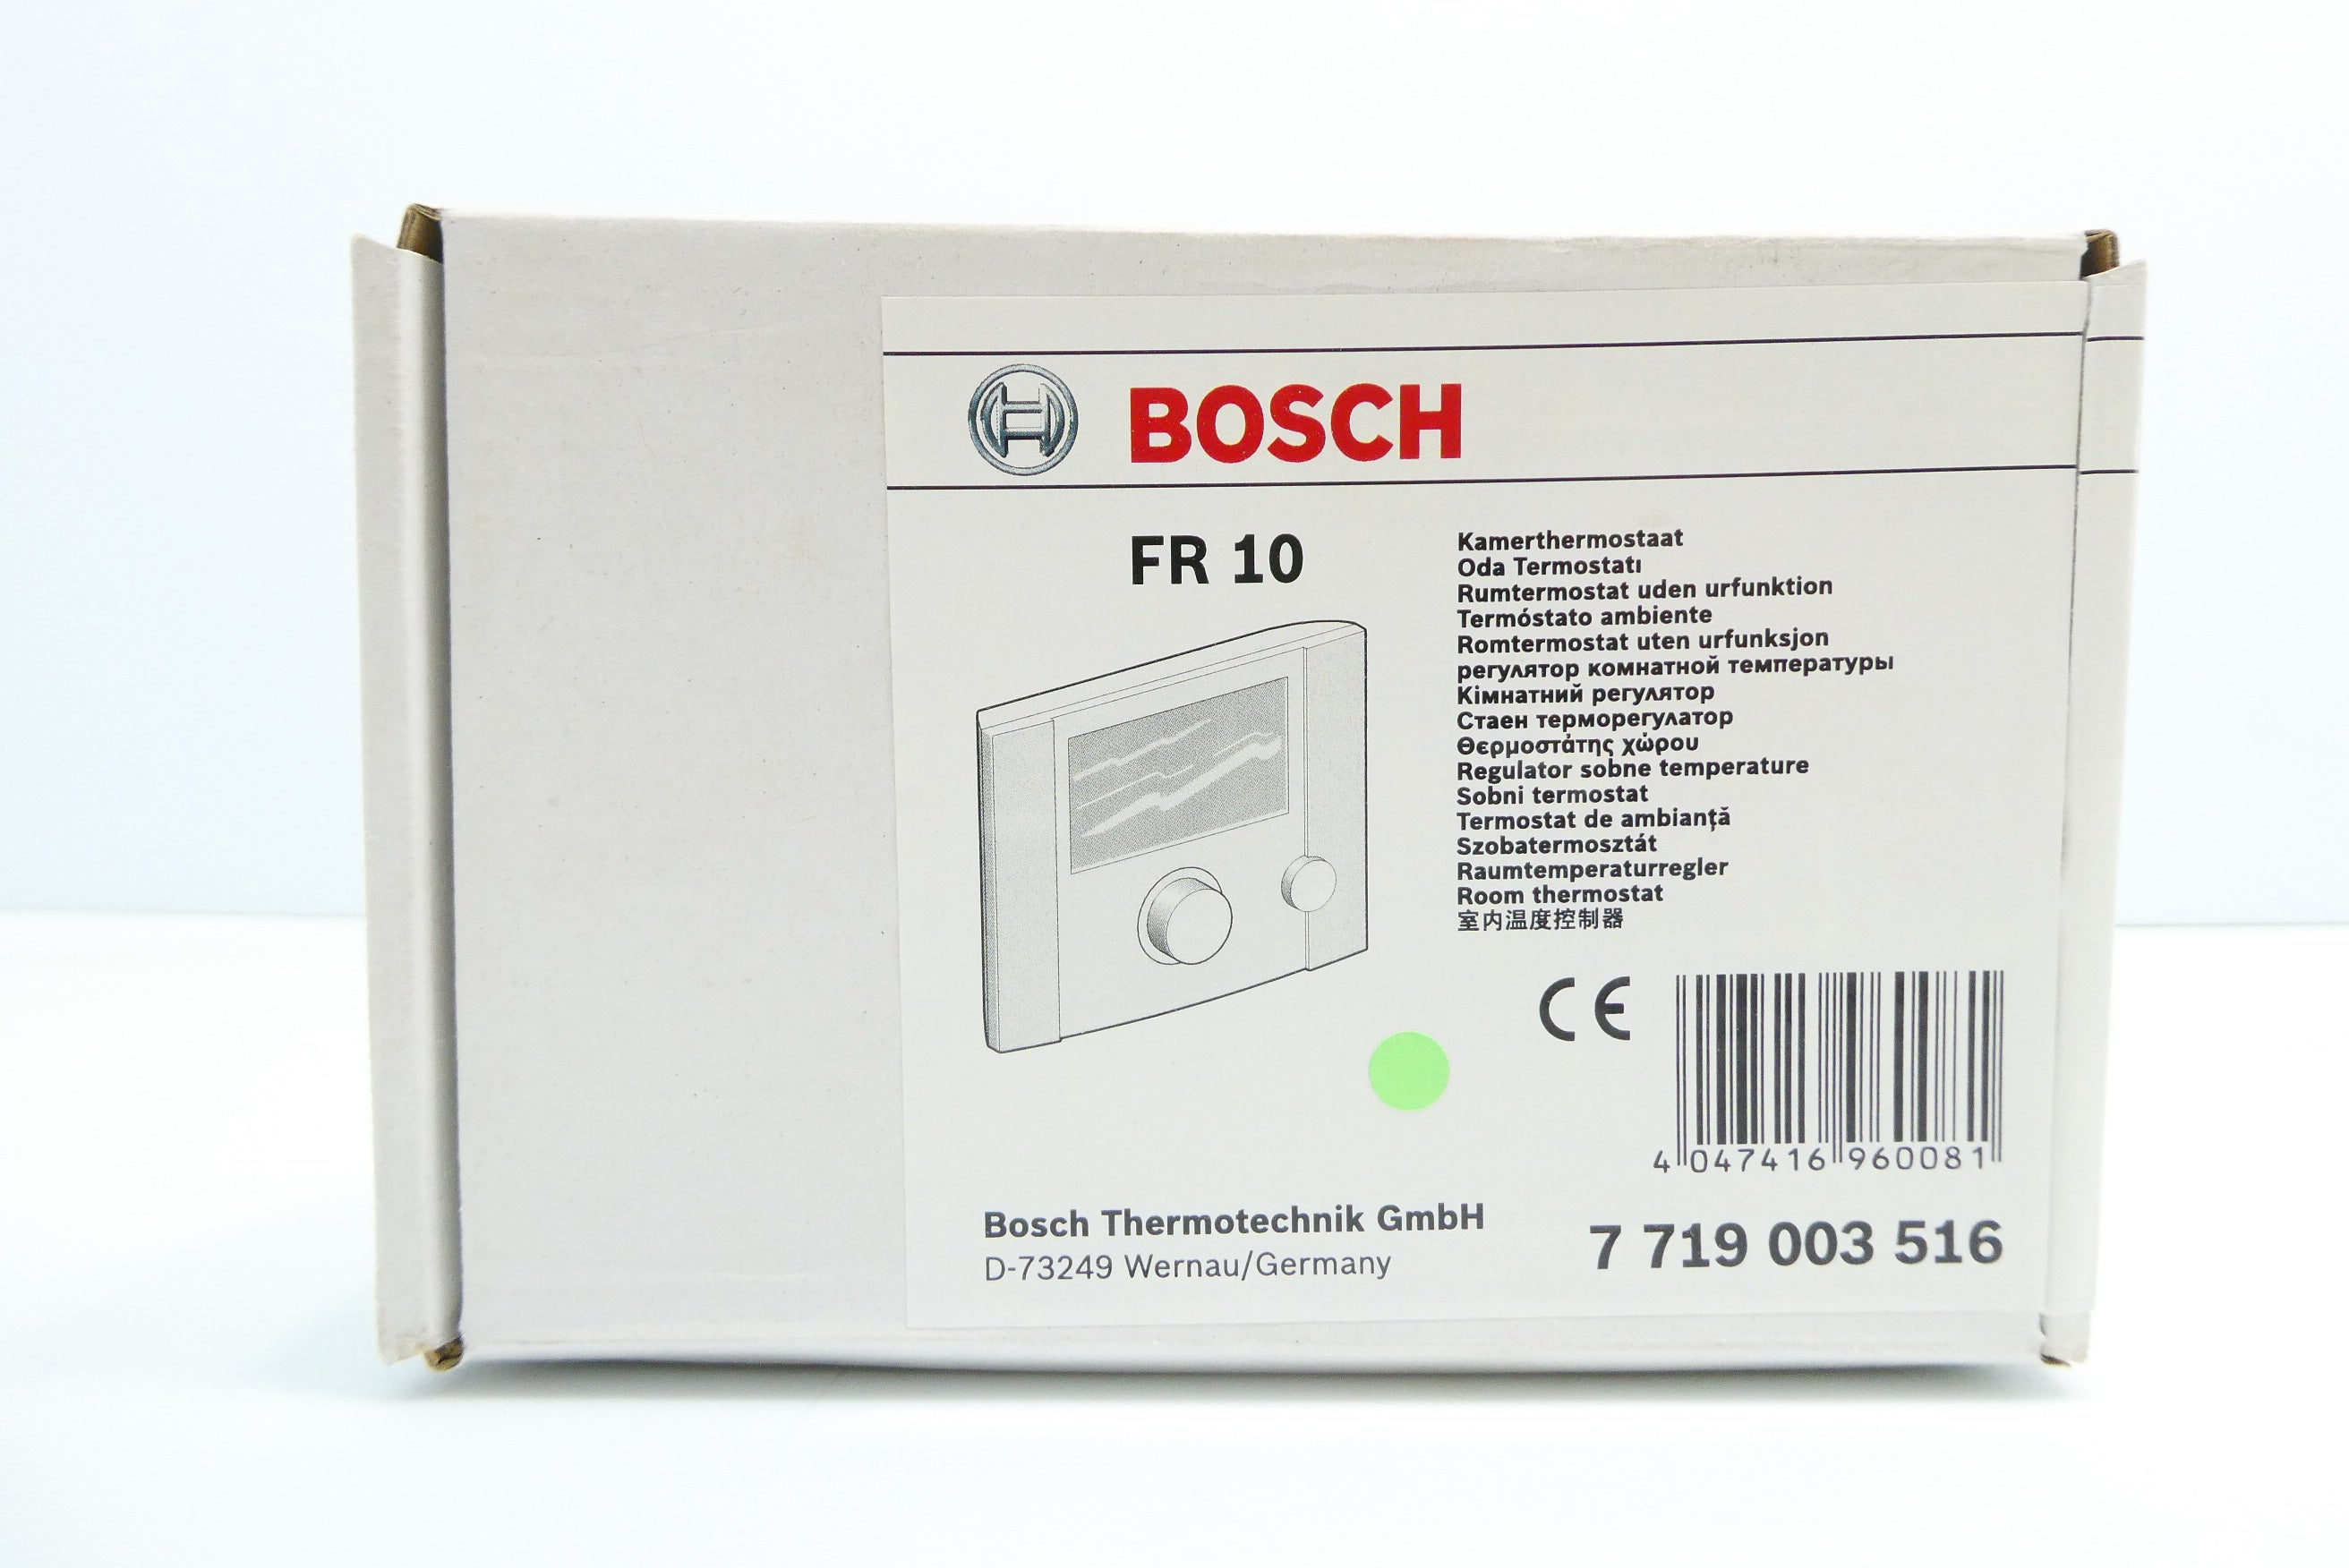 BOSCH
FR 10
Kamerthermostaat
Oda Termostatı
Rumtermostat uden urfunktion
Termóstato ambiente
Romtermostat uten urfunksjon
регулятор комнатной температуры
Кімнатний регулятор
Стаен терморегулатор
Θερμοστάτης χώρου
Regulator sobne temperature
Sobni termostat
Termostat de ambianță
Szobatermosztát
Raumtemperaturregler
Room thermostat
室内温度控制器
CE
4 047416 960081
Bosch Thermotechnik GmbH
D-73249 Wernau/Germany
7 719 003 516